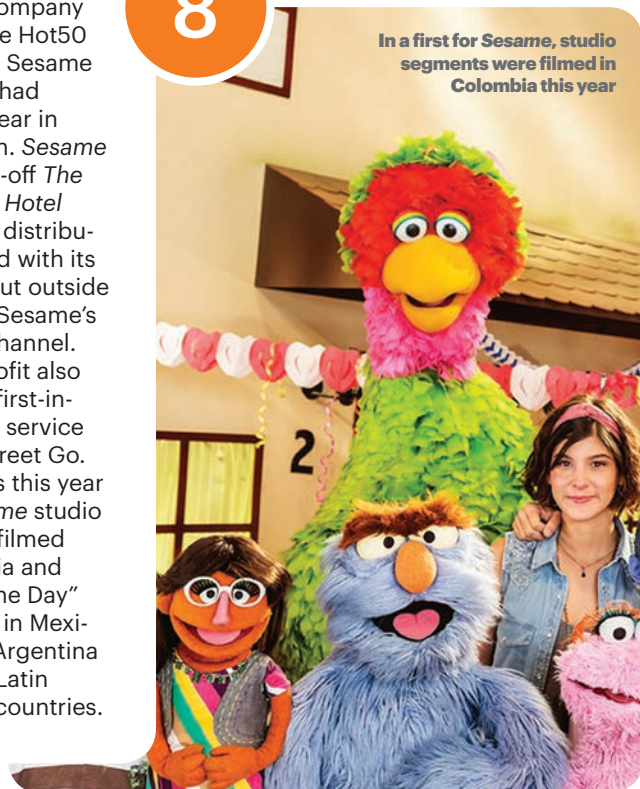 8
ompany
e Hot50
Sesame
had
ear in
n. Sesame
-off The
Hotel
distribu-
d with its
ut outside
Sesame's
hannel.
ofit also
first-in-
service
reet Go.
s this year
me studio
filmed
ia and
ne Day”
in Mexi-
Argentina
Latin
countries.
In a first for Sesame, studio
segments were filmed in
Colombia this year
2